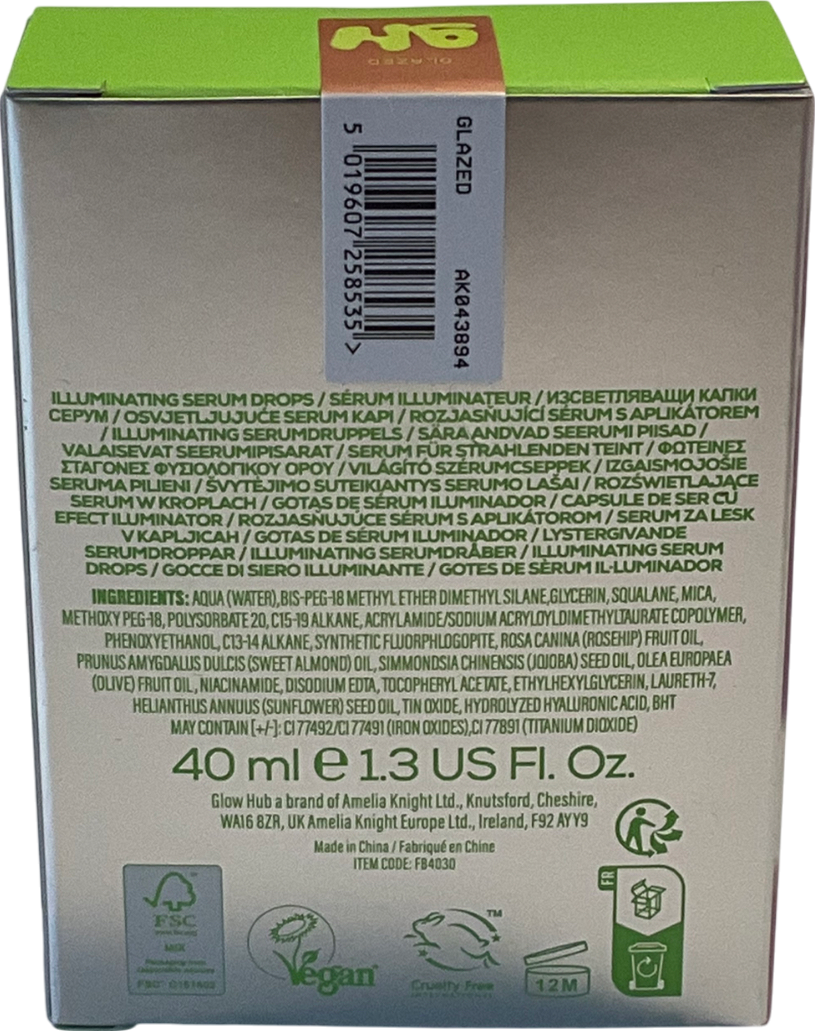 GLAZED
GLAZED
AK043894
5 019607 258535 >
ILLUMINATING SERUM DROPS / SÉRUM ILLUMINATEUR / ИЗСВЕТЛЯВАЩИ КАПКИ
СЕРУМ / OSVJETLJUJUĆE SERUM KAPI / ROZJASŇUJÍCÍ SÉRUM S APLIKÁTOREM
/ ILLUMINATING SERUMDRUPPELS / SÄRA ANDVAD SEERUMI PIISAD /
VALAISEVAT SEERUMIPISARAT / SERUM FÜR STRAHLENDEN TEINT / ΦΩΤΕΙΝΕΣ
ΣΤΑΓΟΝΕΣ ΦΥΣΙΟΛΟΓΙΚΟΥ ΟΡΟΥ / VILÁGÍTÓ SZÉRUMCSEPPEK / IZGAISMOJOŠIE
SERUMA PILIENI / ŠVYTĖJIMO SUTEIKIANTYS SERUMO LAŠAI / ROZŚWIETLAJĄCE
SERUM W KROPLACH / GOTAS DE SÉRUM ILUMINADOR / CAPSULE DE SER CU
EFECT ILUMINATOR / ROZJASŇUJÚCE SÉRUM S APLIKÁTOROM / SERUM ZA LESK
V KAPLJICAH / GOTAS DE SÉRUM ILUMINADOR / LYSTERGIVANDE
SERUMDROPPAR / ILLUMINATING SERUMDRÅBER / ILLUMINATING SERUM
DROPS / GOCCE DI SIERO ILLUMINANTE / GOTES DE SÈRUM IL·LUMINADOR
INGREDIENTS: AQUA (WATER),BIS-PEG-18 METHYL ETHER DIMETHYL SILANE,GLYCERIN, SQUALANE, MICA,
METHOXY PEG-18, POLYSORBATE 20, C15-19 ALKANE, ACRYLAMIDE/SODIUM ACRYLOYLDIMETHYLTAURATE COPOLYMER,
PHENOXYETHANOL, C13-14 ALKANE, SYNTHETIC FLUORPHLOGOPITE, ROSA CANINA (ROSEHIP) FRUIT OIL,
PRUNUS AMYGDALUS DULCIS (SWEET ALMOND) OIL, SIMMONDSIA CHINENSIS (JOJOBA) SEED OIL, OLEA EUROPAEA
(OLIVE) FRUIT OIL, NIACINAMIDE, DISODIUM EDTA, TOCOPHERYL ACETATE, ETHYLHEXYLGLYCERIN, LAURETH-7,
HELIANTHUS ANNUUS (SUNFLOWER) SEED OIL, TIN OXIDE, HYDROLYZED HYALURONIC ACID, BHT
MAY CONTAIN [+/-]: CI 77492/CI 77491 (IRON OXIDES),CI 77891 (TITANIUM DIOXIDE)
40 ml e 1.3 US Fl. Oz.
Glow Hub a brand of Amelia Knight Ltd., Knutsford, Cheshire,
WA16 8ZR, UK Amelia Knight Europe Ltd., Ireland, F92 AYY9
Made in China / Fabriqué en Chine
ITEM CODE: FB4030
FR
FSC
MIX
Vegan
TM
Cruelty Free
INTERNATIONAL
12M